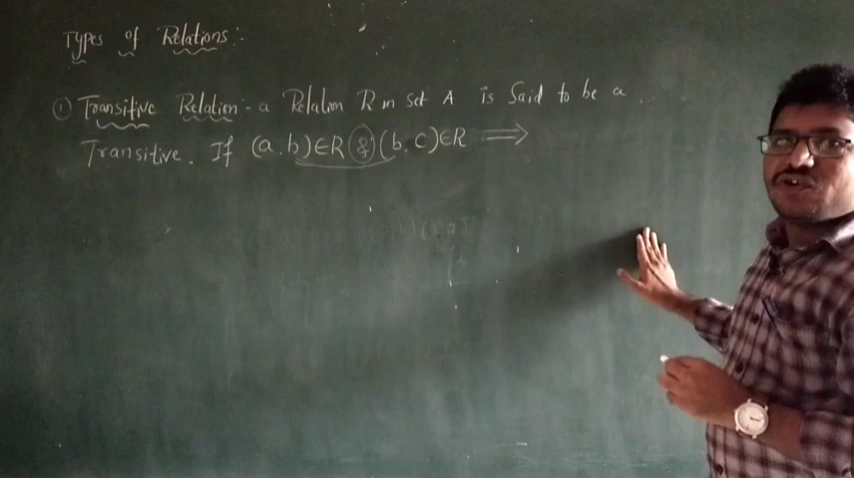 Types of Relations:-
① Transitive Relation:- a Relation R in set A is Said to be a
Transitive. If (a,b)∈R & (b,c)∈R ⟹